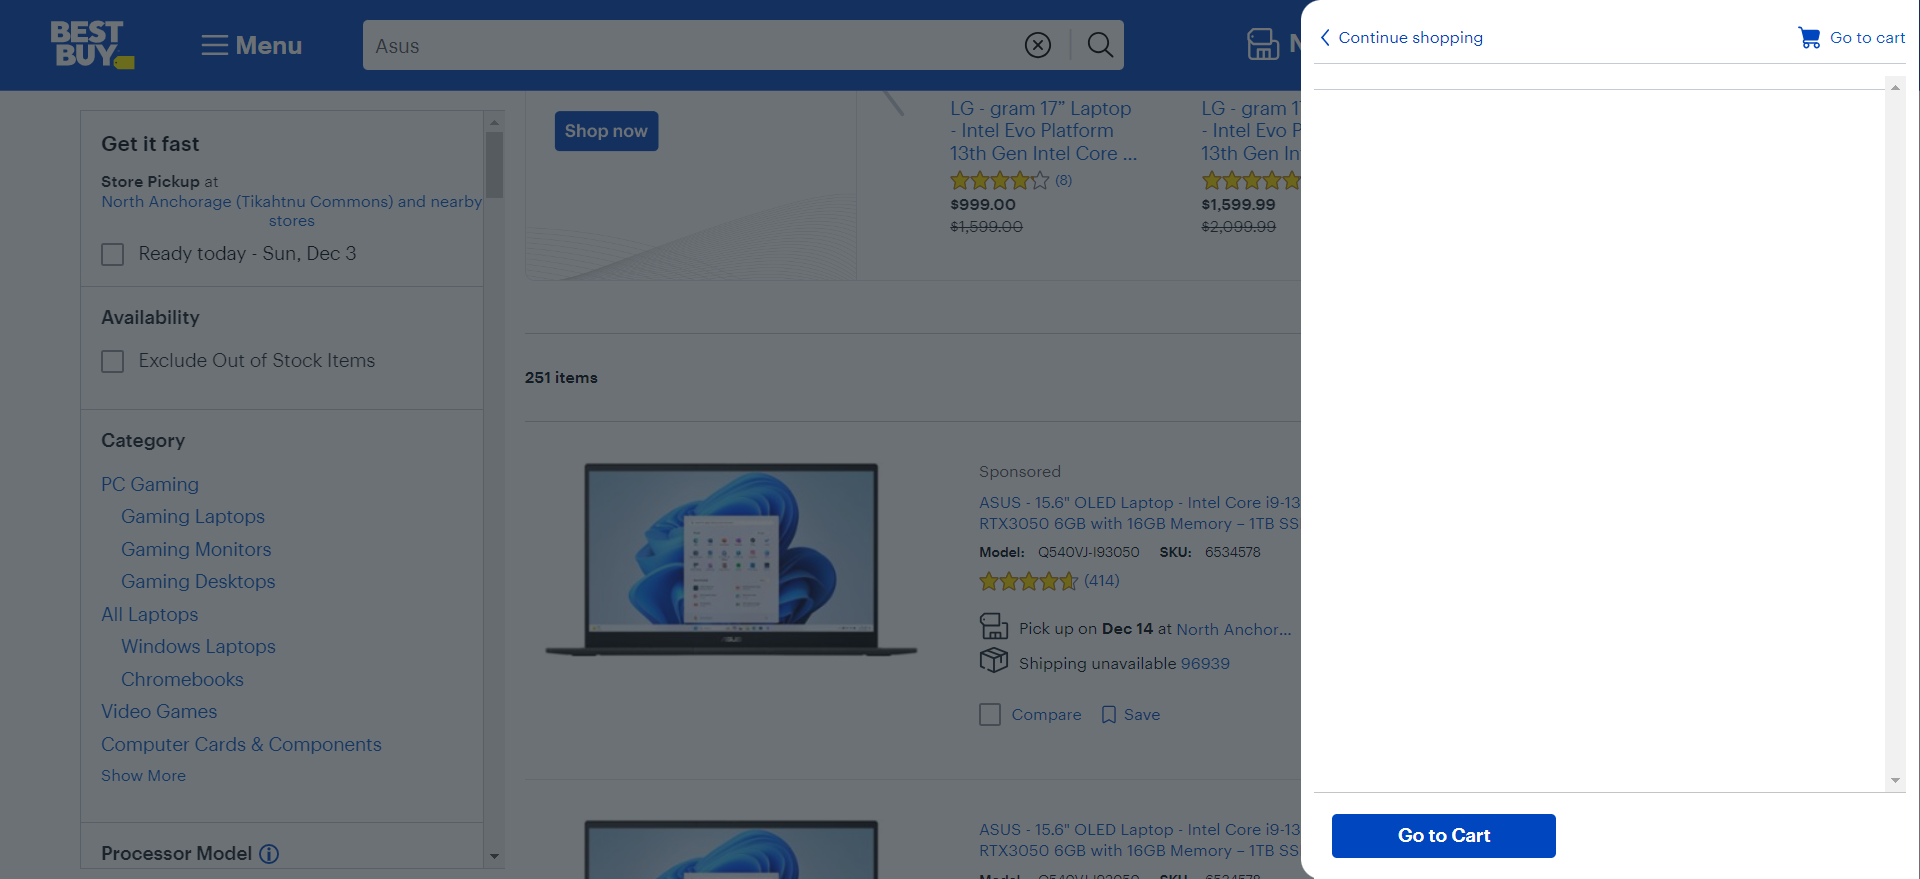 BEST
BUY
Menu
Asus
N
Continue shopping
Go to cart
Get it fast
Store Pickup at
North Anchorage (Tikahtnu Commons) and nearby
stores
Ready today - Sun, Dec 3
Availability
Exclude Out of Stock Items
Category
PC Gaming
Gaming Laptops
Gaming Monitors
Gaming Desktops
All Laptops
Windows Laptops
Chromebooks
Video Games
Computer Cards & Components
Show More
Processor Model
Shop now
LG - gram 17” Laptop
- Intel Evo Platform
13th Gen Intel Core ...
(8)
$999.00
$1,599.00
LG - gram 1
- Intel Evo P
13th Gen In
$1,599.99
$2,099.99
251 items
Sponsored
ASUS - 15.6" OLED Laptop - Intel Core i9-13
RTX3050 6GB with 16GB Memory – 1TB SS
Model: Q540VJ-I93050 SKU: 6534578
(414)
Pick up on Dec 14 at North Anchor...
Shipping unavailable 96939
Compare Save
ASUS - 15.6" OLED Laptop - Intel Core i9-13
RTX3050 6GB with 16GB Memory – 1TB SS
Model: Q540VJ-I93050 SKU: 6534578
Go to Cart